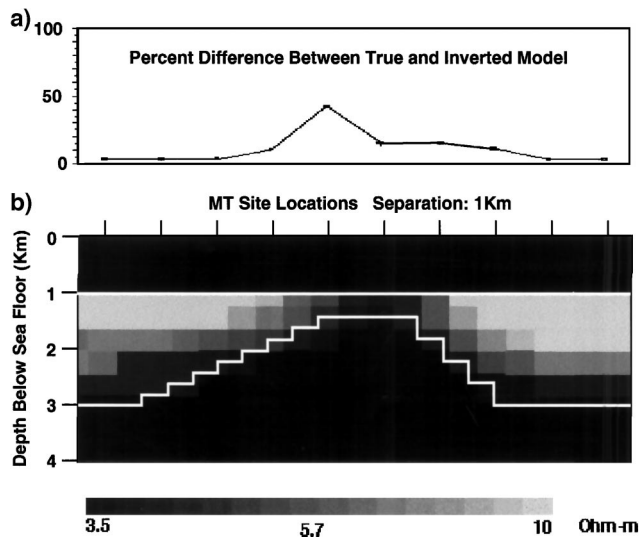 a)
100
Percent Difference Between True and Inverted Model
50
0
b)
MT Site Locations Separation: 1Km
Depth Below Sea Floor (Km)
0
1
2
3
4
3.5
5.7
10
Ohm-m